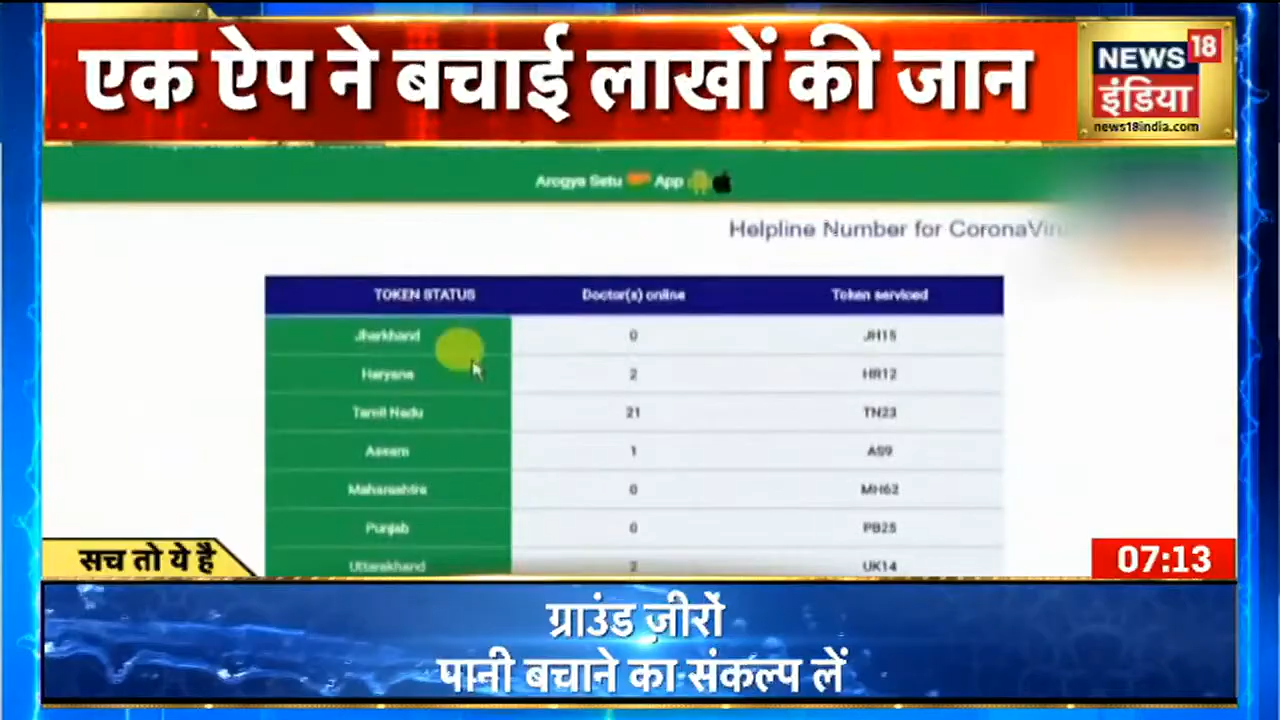 एक ऐप ने बचाई लाखों की जान
NEWS 18
इंडिया
news18india.com
Arogya Setu App
Helpline Number for CoronaViru
TOKEN STATUS Doctor(s) online Token serviced
Jharkhand 0 JH15
Haryana 2 HR12
Tamil Nadu 21 TN23
Assam 1 AS9
Maharashtra 0 MH62
Punjab 0 PB25
Uttarakhand 2 UK14
सच तो ये है
07:13
ग्राउंड ज़ीरों
पानी बचाने का संकल्प लें